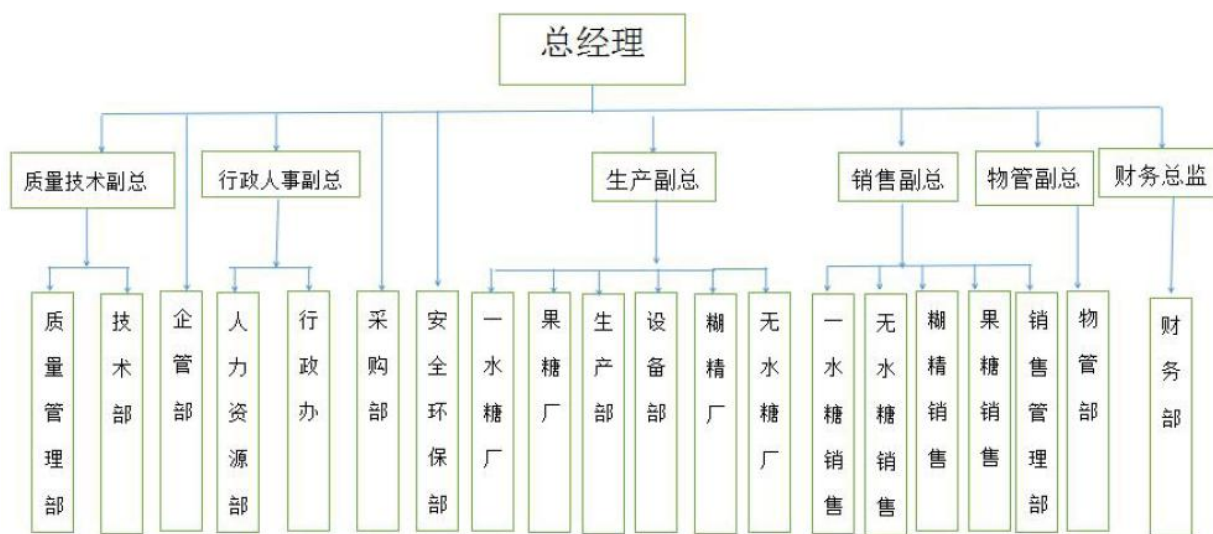 总经理
质量技术副总
行政人事副总
生产副总
销售副总
物管副总
财务总监
质量管理部
技术部
企管部
人力资源部
行政办
采购部
安全环保部
一水糖厂
果糖厂
生产部
设备部
糊精厂
无水糖厂
一水糖销售
无水糖销售
糊精销售
果糖销售
销售管理部
物管部
财务部